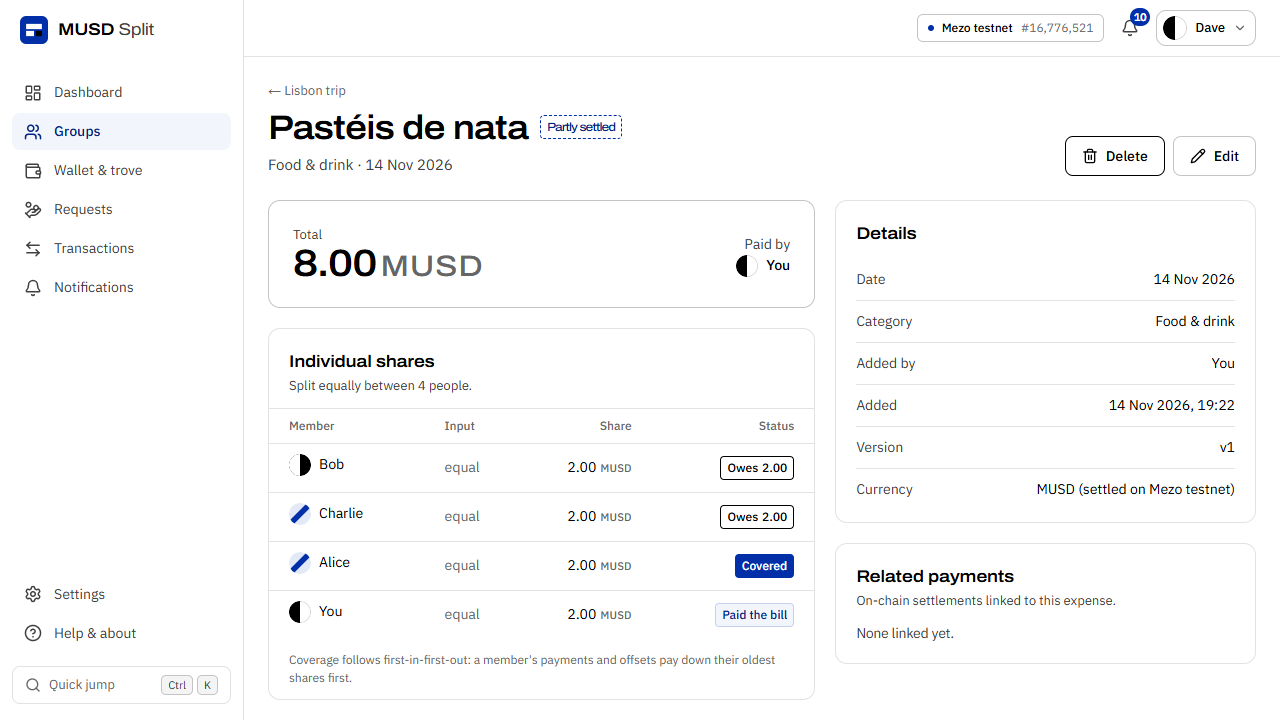 MUSD Split
Mezo testnet #16,776,521
10
Dave
Dashboard
Groups
Wallet & trove
Requests
Transactions
Notifications
Settings
Help & about
Quick jump Ctrl K
← Lisbon trip
Pastéis de nata Partly settled
Food & drink · 14 Nov 2026
Delete
Edit
Total
8.00 MUSD
Paid by
You
Individual shares
Split equally between 4 people.
Member Input Share Status
Bob equal 2.00 MUSD Owes 2.00
Charlie equal 2.00 MUSD Owes 2.00
Alice equal 2.00 MUSD Covered
You equal 2.00 MUSD Paid the bill
Coverage follows first-in-first-out: a member's payments and offsets pay down their oldest
shares first.
Details
Date 14 Nov 2026
Category Food & drink
Added by You
Added 14 Nov 2026, 19:22
Version v1
Currency MUSD (settled on Mezo testnet)
Related payments
On-chain settlements linked to this expense.
None linked yet.